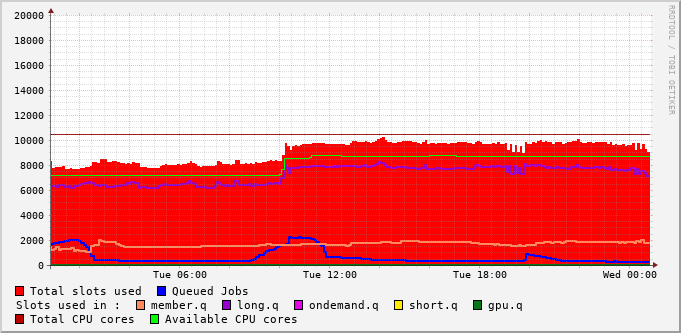 20000
18000
16000
14000
12000
10000
8000
6000
4000
2000
0
Tue 06:00 Tue 12:00 Tue 18:00 Wed 00:00
Total slots used Queued Jobs
Slots used in : member.q long.q ondemand.q short.q gpu.q
Total CPU cores Available CPU cores
RRDTOOL / TOBI OETIKER